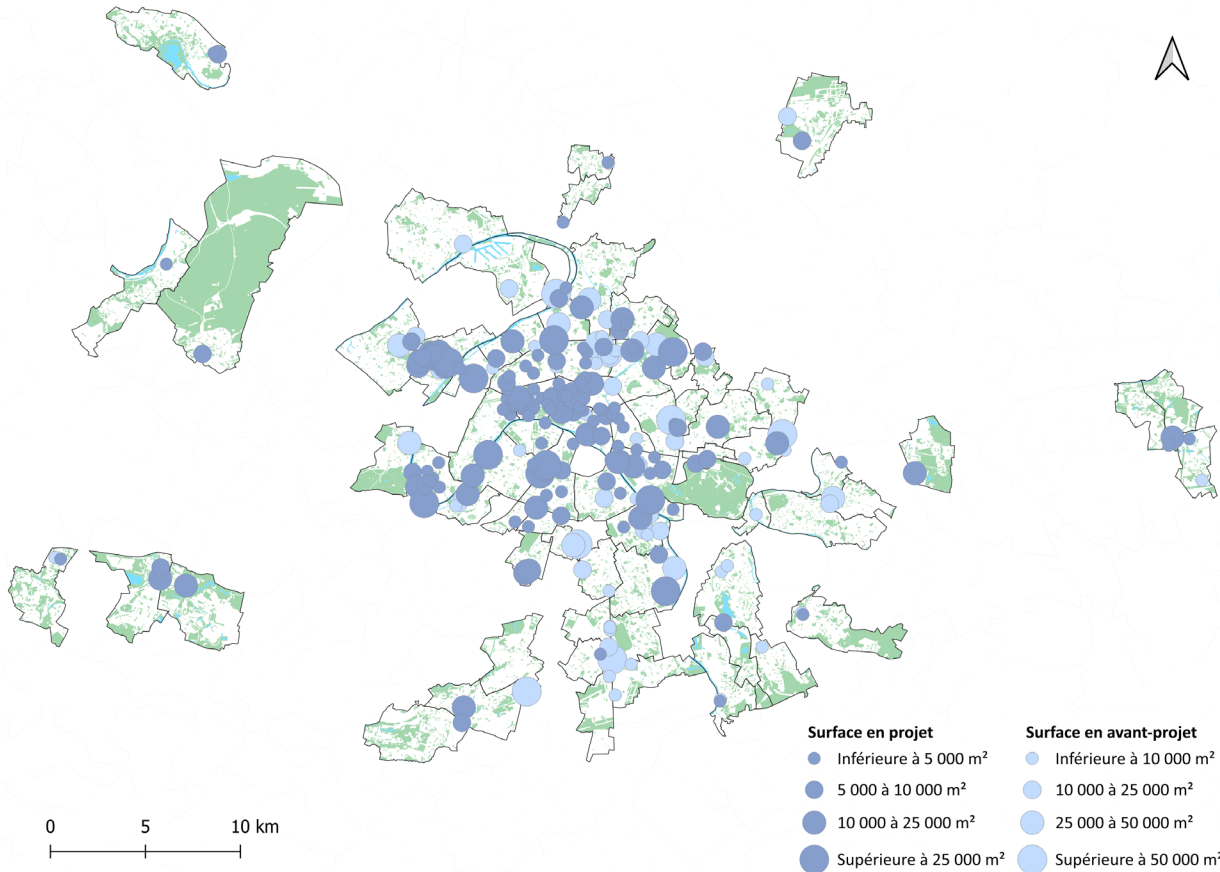 Surface en projet
Inférieure à 5 000 m²
5 000 à 10 000 m²
10 000 à 25 000 m²
Supérieure à 25 000 m²
Surface en avant-projet
Inférieure à 10 000 m²
10 000 à 25 000 m²
25 000 à 50 000 m²
Supérieure à 50 000 m²
0 5 10 km